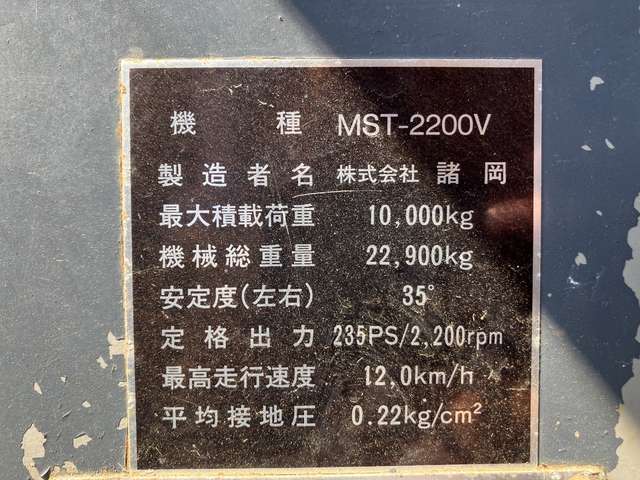 機種 MST-2200V
製造者名 株式会社 諸岡
最大積載荷重 10,000kg
機械総重量 22,900kg
安定度(左右) 35°
定格出力 235PS/2,200rpm
最高走行速度 12,0km/h
平均接地圧 0.22kg/cm²